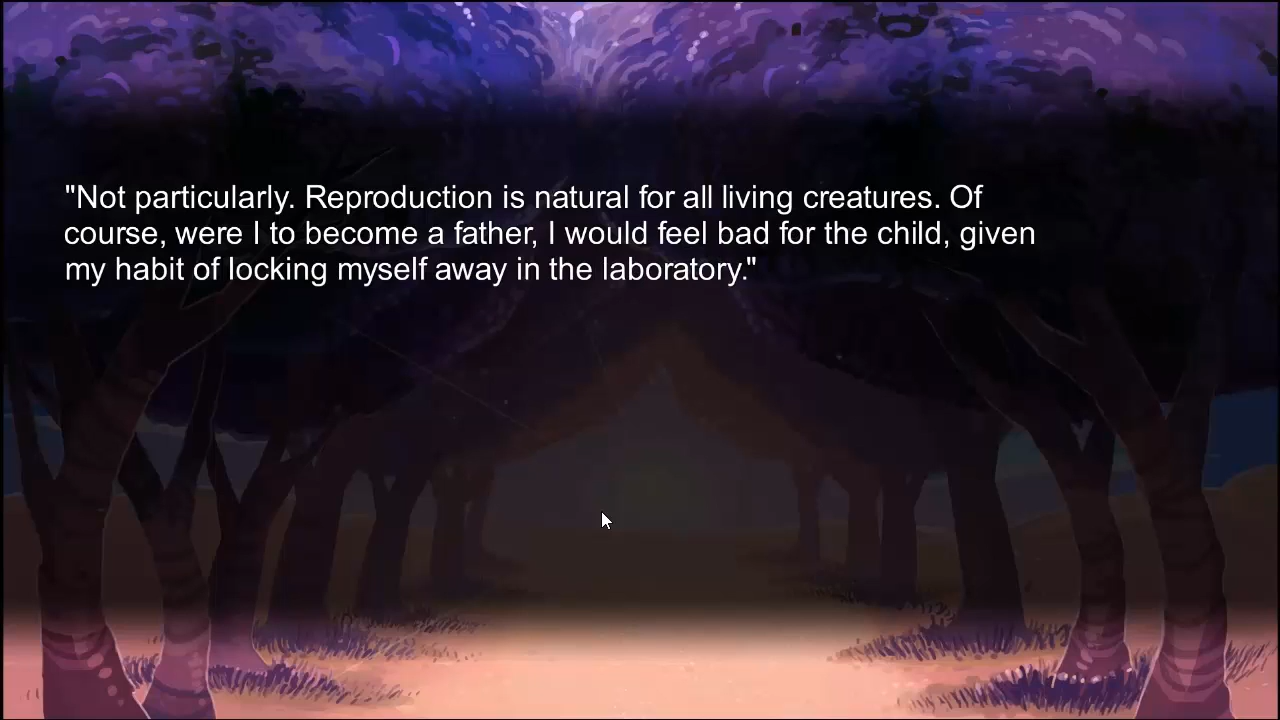 "Not particularly. Reproduction is natural for all living creatures. Of
course, were I to become a father, I would feel bad for the child, given
my habit of locking myself away in the laboratory."